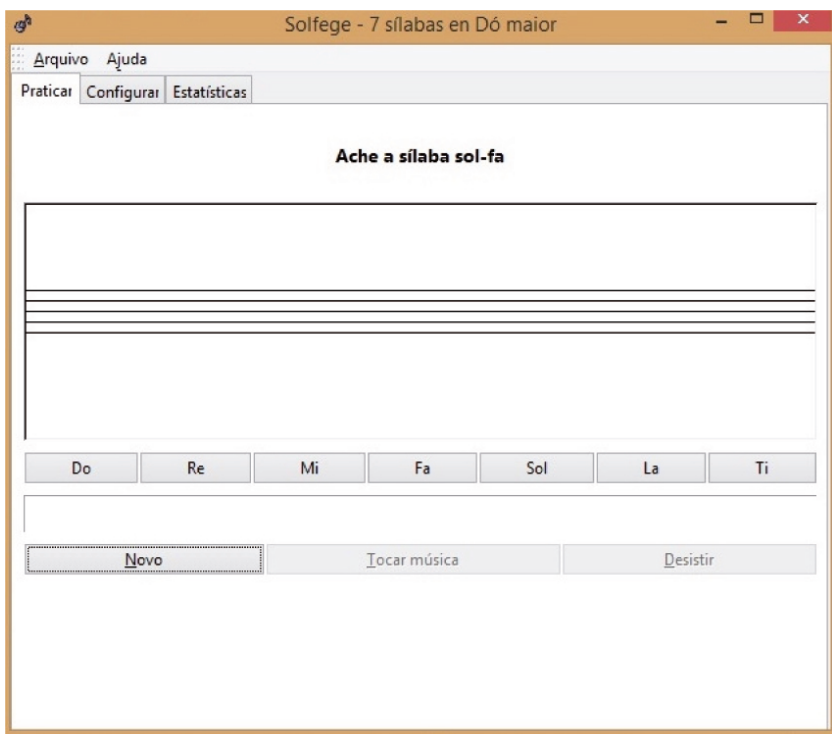 Solfege - 7 sílabas en Dó maior
Arquivo Ajuda
Praticar Configurar Estatísticas
Ache a sílaba sol-fa
Do Re Mi Fa Sol La Ti
Novo Tocar música Desistir